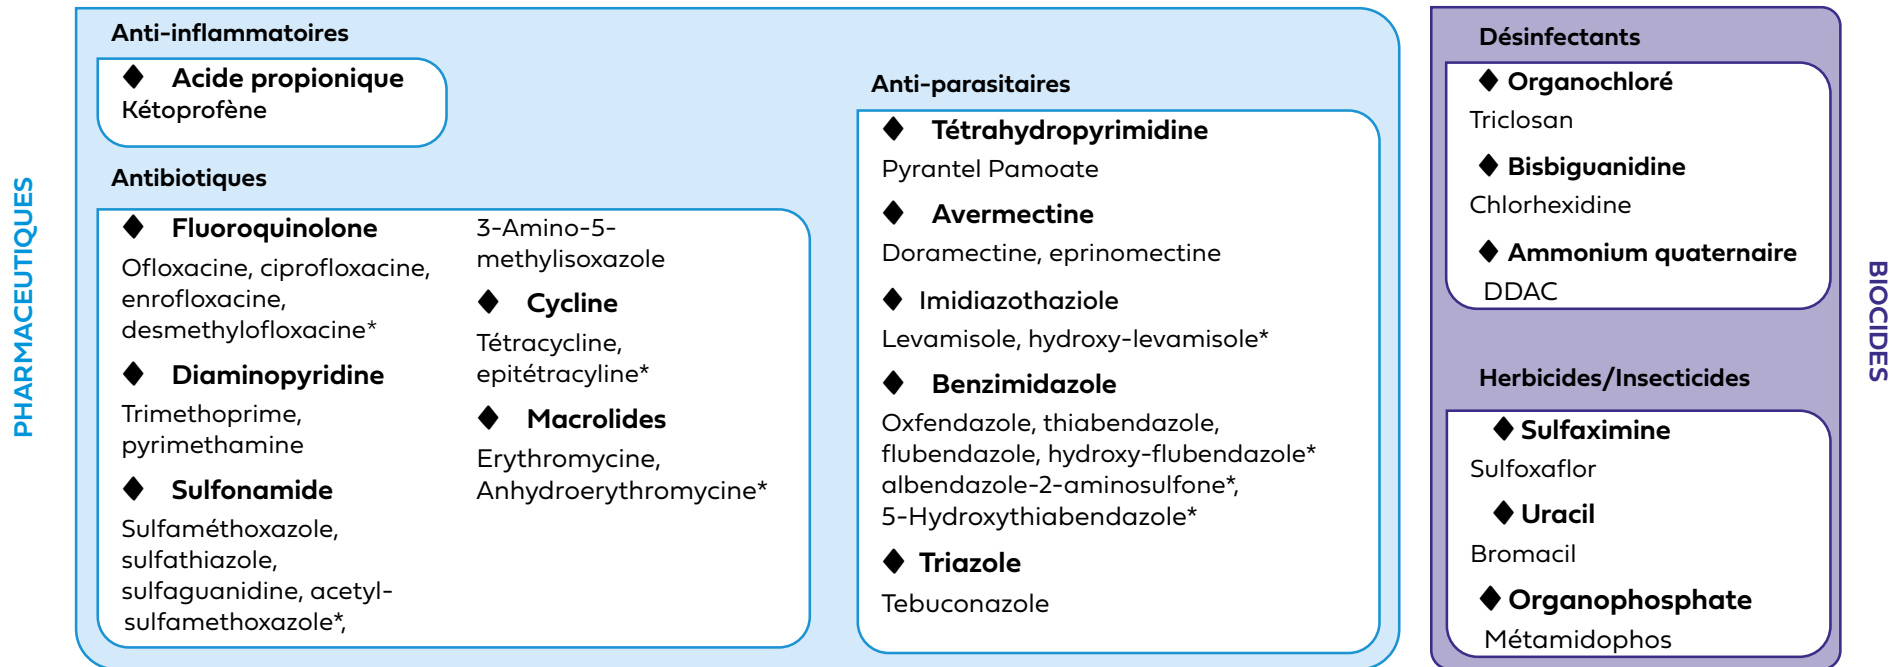 PHARMACEUTIQUES
Anti-inflammatoires
♦ Acide propionique
Kétoprofène
Antibiotiques
♦ Fluoroquinolone
Ofloxacine, ciprofloxacine,
enrofloxacine,
desmethylofloxacine*
♦ Diaminopyridine
Trimethoprime,
pyrimethamine
♦ Sulfonamide
Sulfaméthoxazole,
sulfathiazole,
sulfaguanidine, acetyl-
sulfamethoxazole*,
3-Amino-5-
methylisoxazole
♦ Cycline
Tétracycline,
epitétracyline*
♦ Macrolides
Erythromycine,
Anhydroerythromycine*
Anti-parasitaires
♦ Tétrahydropyrimidine
Pyrantel Pamoate
♦ Avermectine
Doramectine, eprinomectine
♦ Imidiazothaziole
Levamisole, hydroxy-levamisole*
♦ Benzimidazole
Oxfendazole, thiabendazole,
flubendazole, hydroxy-flubendazole*
albendazole-2-aminosulfone*,
5-Hydroxythiabendazole*
♦ Triazole
Tebuconazole
Désinfectants
♦ Organochloré
Triclosan
♦ Bisbiguanidine
Chlorhexidine
♦ Ammonium quaternaire
DDAC
Herbicides/Insecticides
♦ Sulfaximine
Sulfoxaflor
♦ Uracil
Bromacil
♦ Organophosphate
Métamidophos
BIOCIDES